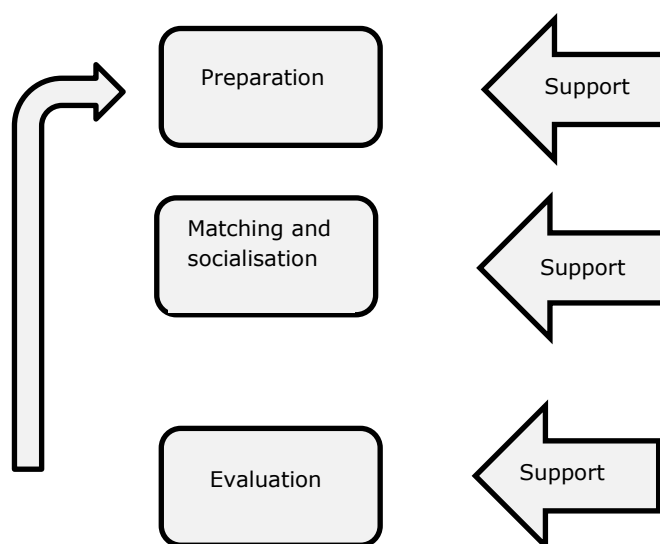 Preparation
Support
Matching and
socialisation
Support
Evaluation
Support